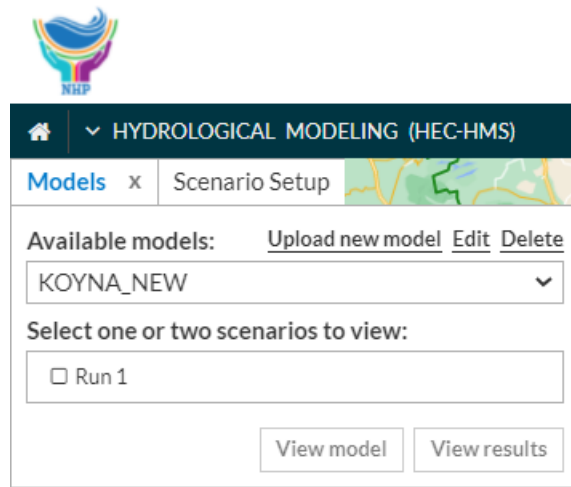 NHP
HYDROLOGICAL MODELING (HEC-HMS)
Models x Scenario Setup
Available models: Upload new model Edit Delete
KOYNA_NEW
Select one or two scenarios to view:
Run 1
View model View results